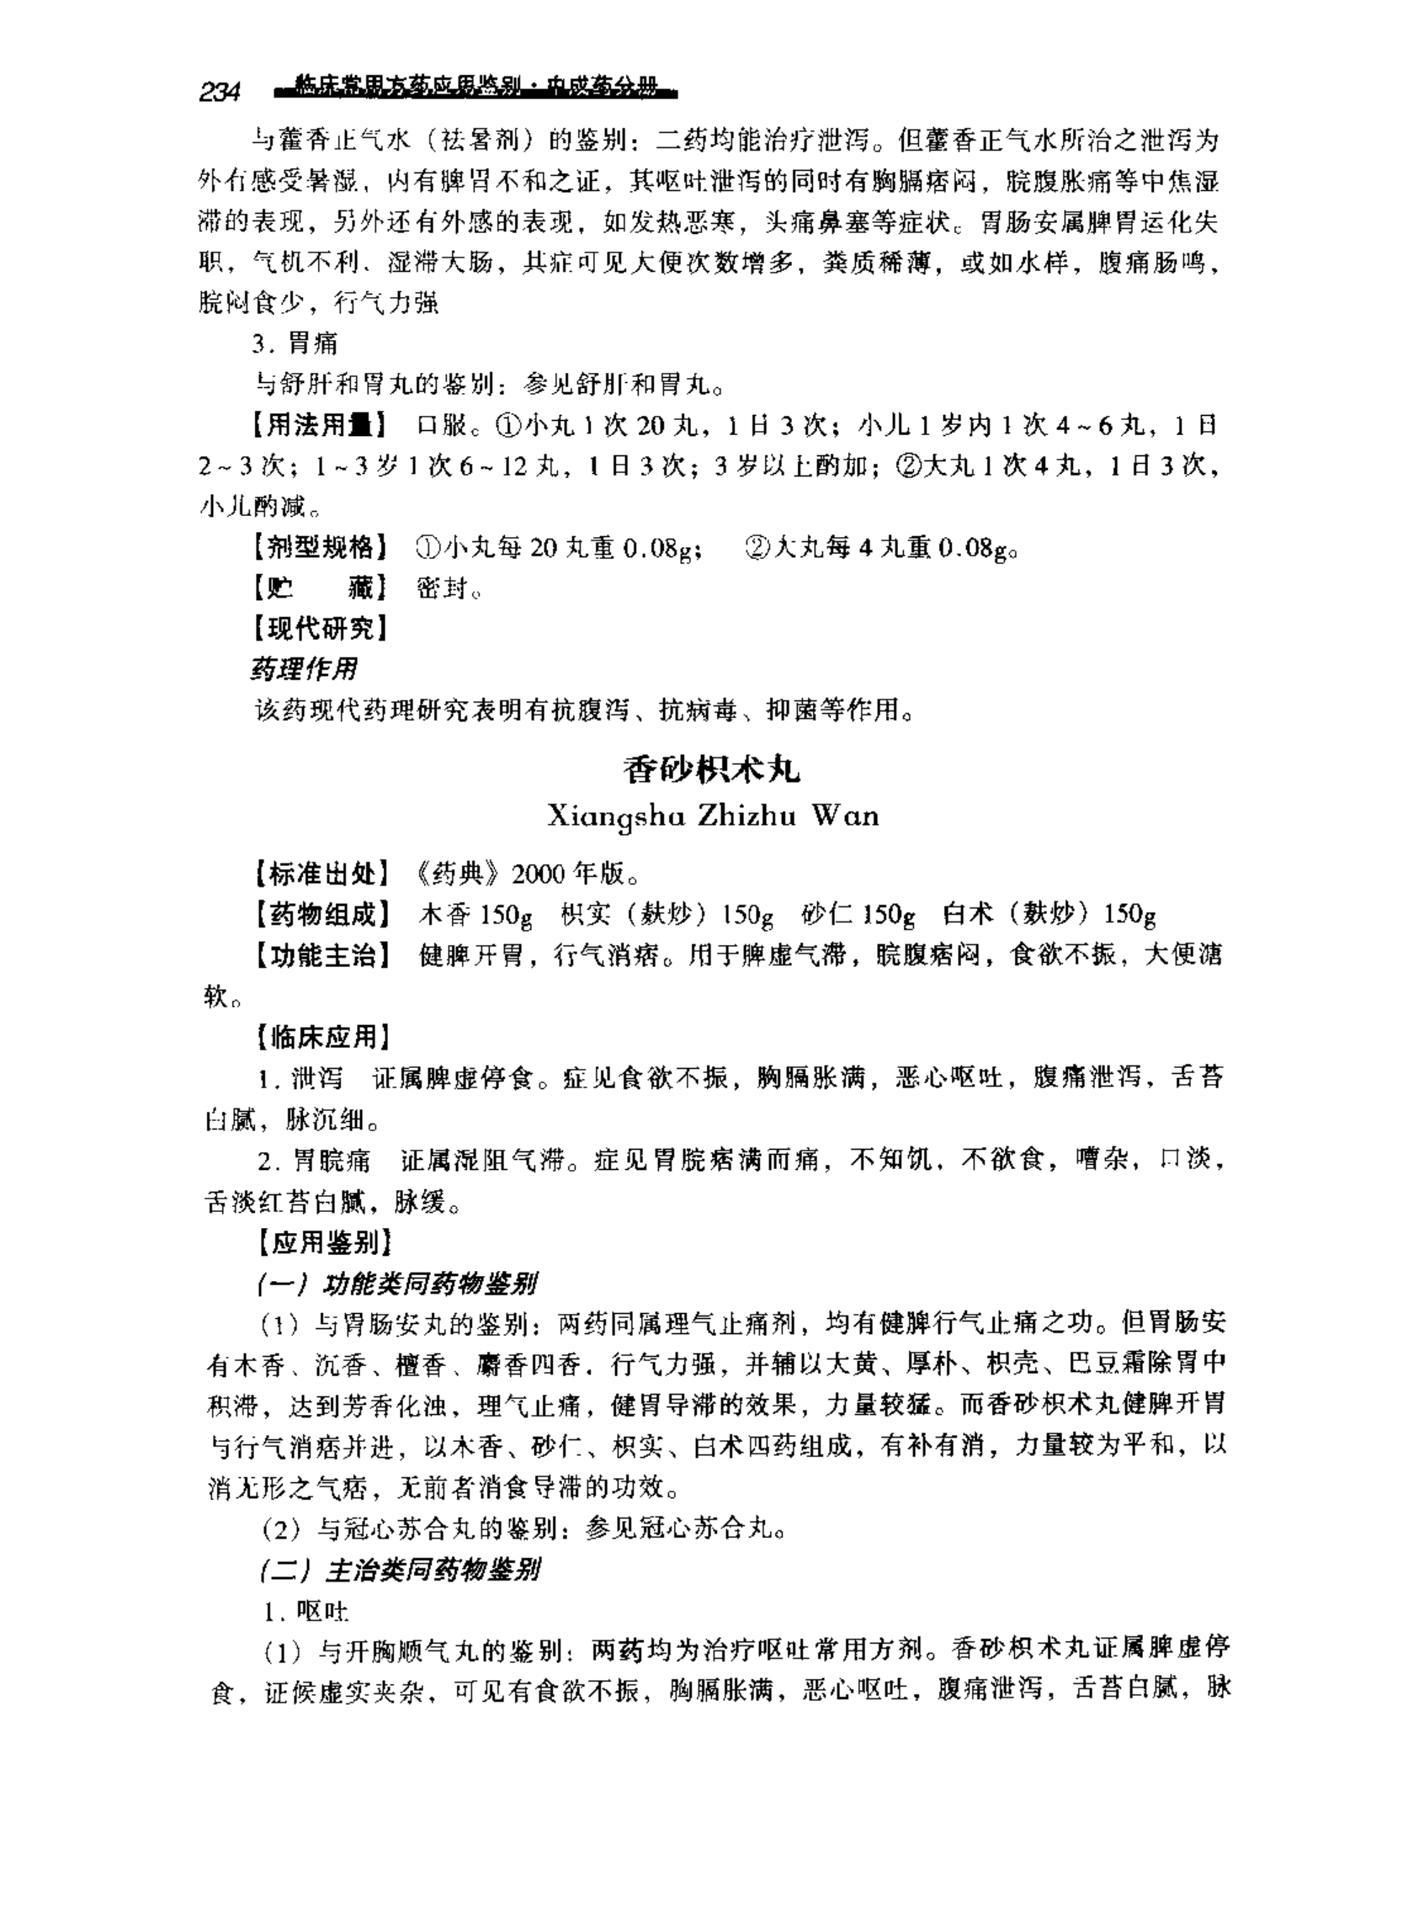 234 临床常用方药应用鉴别·中成药分册
与藿香正气水（祛暑剂）的鉴别：二药均能治疗泄泻。但藿香正气水所治之泄泻为
外有感受暑湿，内有脾胃不和之证，其呕吐泄泻的同时有胸膈痞闷，脘腹胀痛等中焦湿
滞的表现，另外还有外感的表现，如发热恶寒，头痛鼻塞等症状。胃肠安属脾胃运化失
职，气机不利、湿滞大肠，其症可见大便次数增多，粪质稀薄，或如水样，腹痛肠鸣，
脘闷食少，行气力强
3. 胃痛
与舒肝和胃丸的鉴别：参见舒肝和胃丸。
【用法用量】 口服。①小丸1次20丸，1日3次；小儿1岁内1次4~6丸，1日
2~3次；1~3岁1次6~12丸，1日3次；3岁以上酌加；②大丸1次4丸，1日3次，
小儿酌减。
【剂型规格】 ①小丸每20丸重0.08g； ②大丸每4丸重0.08g。
【贮 藏】 密封。
【现代研究】
药理作用
该药现代药理研究表明有抗腹泻、抗病毒、抑菌等作用。
香砂枳术丸
Xiangsha Zhizhu Wan
【标准出处】《药典》2000年版。
【药物组成】 木香150g 枳实（麸炒）150g 砂仁150g 白术（麸炒）150g
【功能主治】 健脾开胃，行气消痞。用于脾虚气滞，脘腹痞闷，食欲不振，大便溏
软。
【临床应用】
1. 泄泻 证属脾虚停食。症见食欲不振，胸膈胀满，恶心呕吐，腹痛泄泻，舌苔
白腻，脉沉细。
2. 胃脘痛 证属湿阻气滞。症见胃脘痞满而痛，不知饥，不欲食，嘈杂，口淡，
舌淡红苔白腻，脉缓。
【应用鉴别】
（一）功能类同药物鉴别
（1）与胃肠安丸的鉴别：两药同属理气止痛剂，均有健脾行气止痛之功。但胃肠安
有木香、沉香、檀香、麝香四香，行气力强，并辅以大黄、厚朴、枳壳、巴豆霜除胃中
积滞，达到芳香化浊，理气止痛，健胃导滞的效果，力量较猛。而香砂枳术丸健脾开胃
与行气消痞并进，以木香、砂仁、枳实、白术四药组成，有补有消，力量较为平和，以
消无形之气痞，无前者消食导滞的功效。
（2）与冠心苏合丸的鉴别：参见冠心苏合丸。
（二）主治类同药物鉴别
1. 呕吐
（1）与开胸顺气丸的鉴别：两药均为治疗呕吐常用方剂。香砂枳术丸证属脾虚停
食，证候虚实夹杂，可见有食欲不振，胸膈胀满，恶心呕吐，腹痛泄泻，舌苔白腻，脉